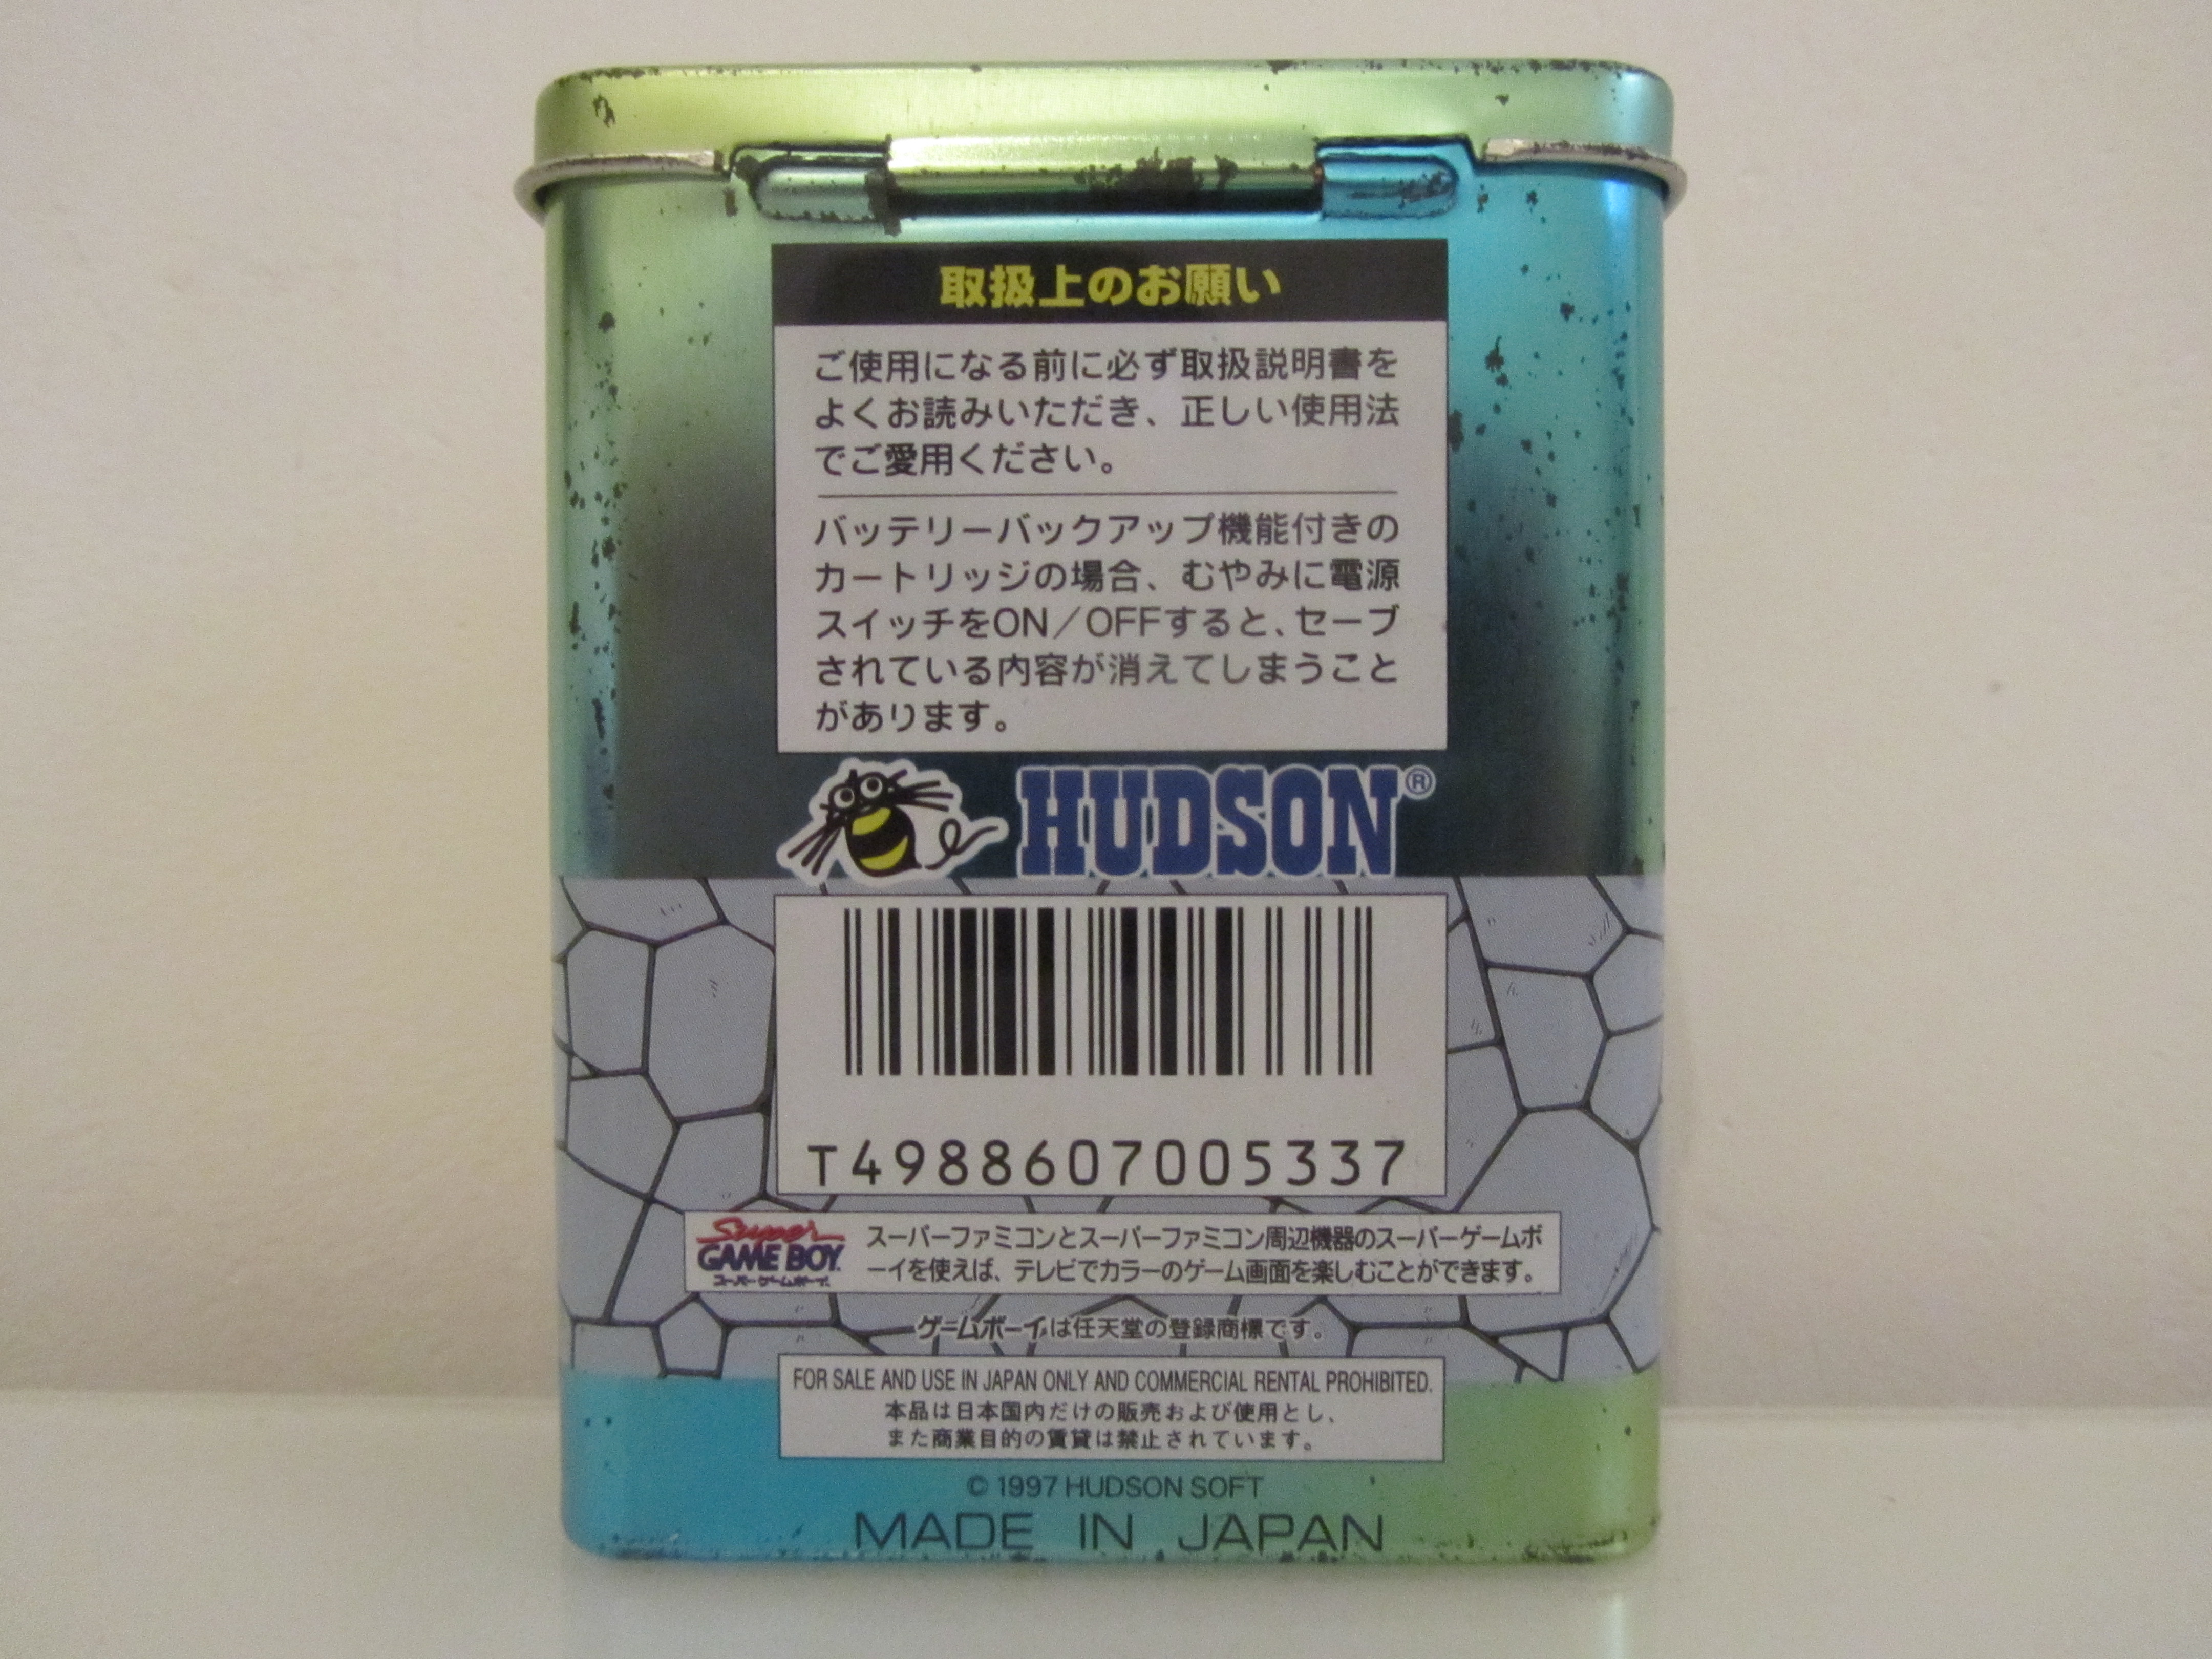 取扱上のお願い
ご使用になる前に必ず取扱説明書を
よくお読みいただき、正しい使用法
でご愛用ください。
バッテリーバックアップ機能付きの
カートリッジの場合、むやみに電源
スイッチをON／OFFすると、セーブ
されている内容が消えてしまうこと
があります。
HUDSON®
T4988607005337
Super
GAME BOY
スーパーゲームボーイ
スーパーファミコンとスーパーファミコン周辺機器のスーパーゲームボ
ーイを使えば、テレビでカラーのゲーム画面を楽しむことができます。
ゲームボーイは任天堂の登録商標です。
FOR SALE AND USE IN JAPAN ONLY AND COMMERCIAL RENTAL PROHIBITED.
本品は日本国内だけの販売および使用とし、
また商業目的の賃貸は禁止されています。
© 1997 HUDSON SOFT
MADE IN JAPAN